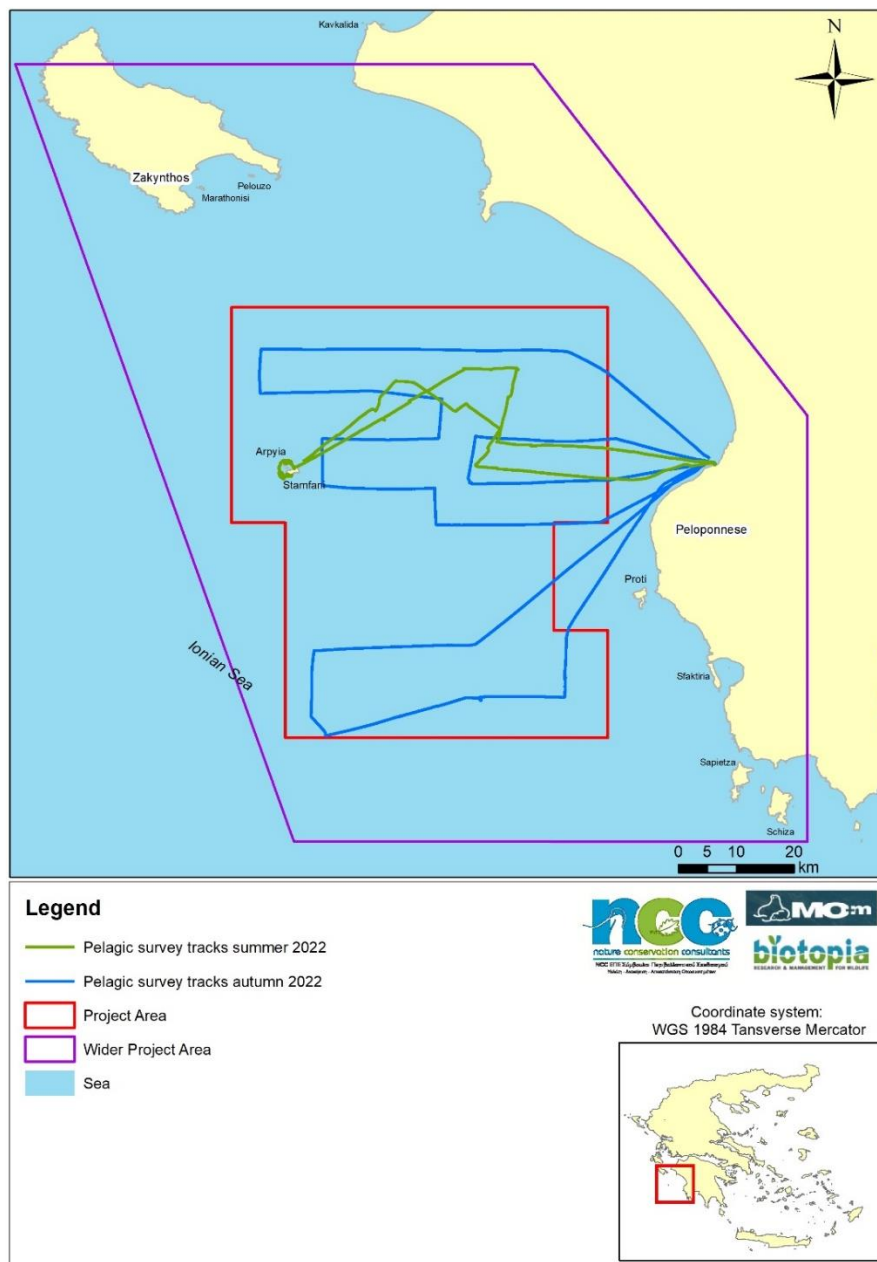 Kavkalida
N
Zakynthos
Pelouzo
Marathonisi
Arpyia
Stamfani
Peloponnese
Proti
Ionian Sea
Sfaktiria
Sapietza
Schiza
0 5 10 20
km
Legend
Pelagic survey tracks summer 2022
Pelagic survey tracks autumn 2022
Project Area
Wider Project Area
Sea
ncc
nature conservation consultants
MO:m
biotopia
RESEARCH & MANAGEMENT FOR WILDLIFE
Coordinate system:
WGS 1984 Tansverse Mercator